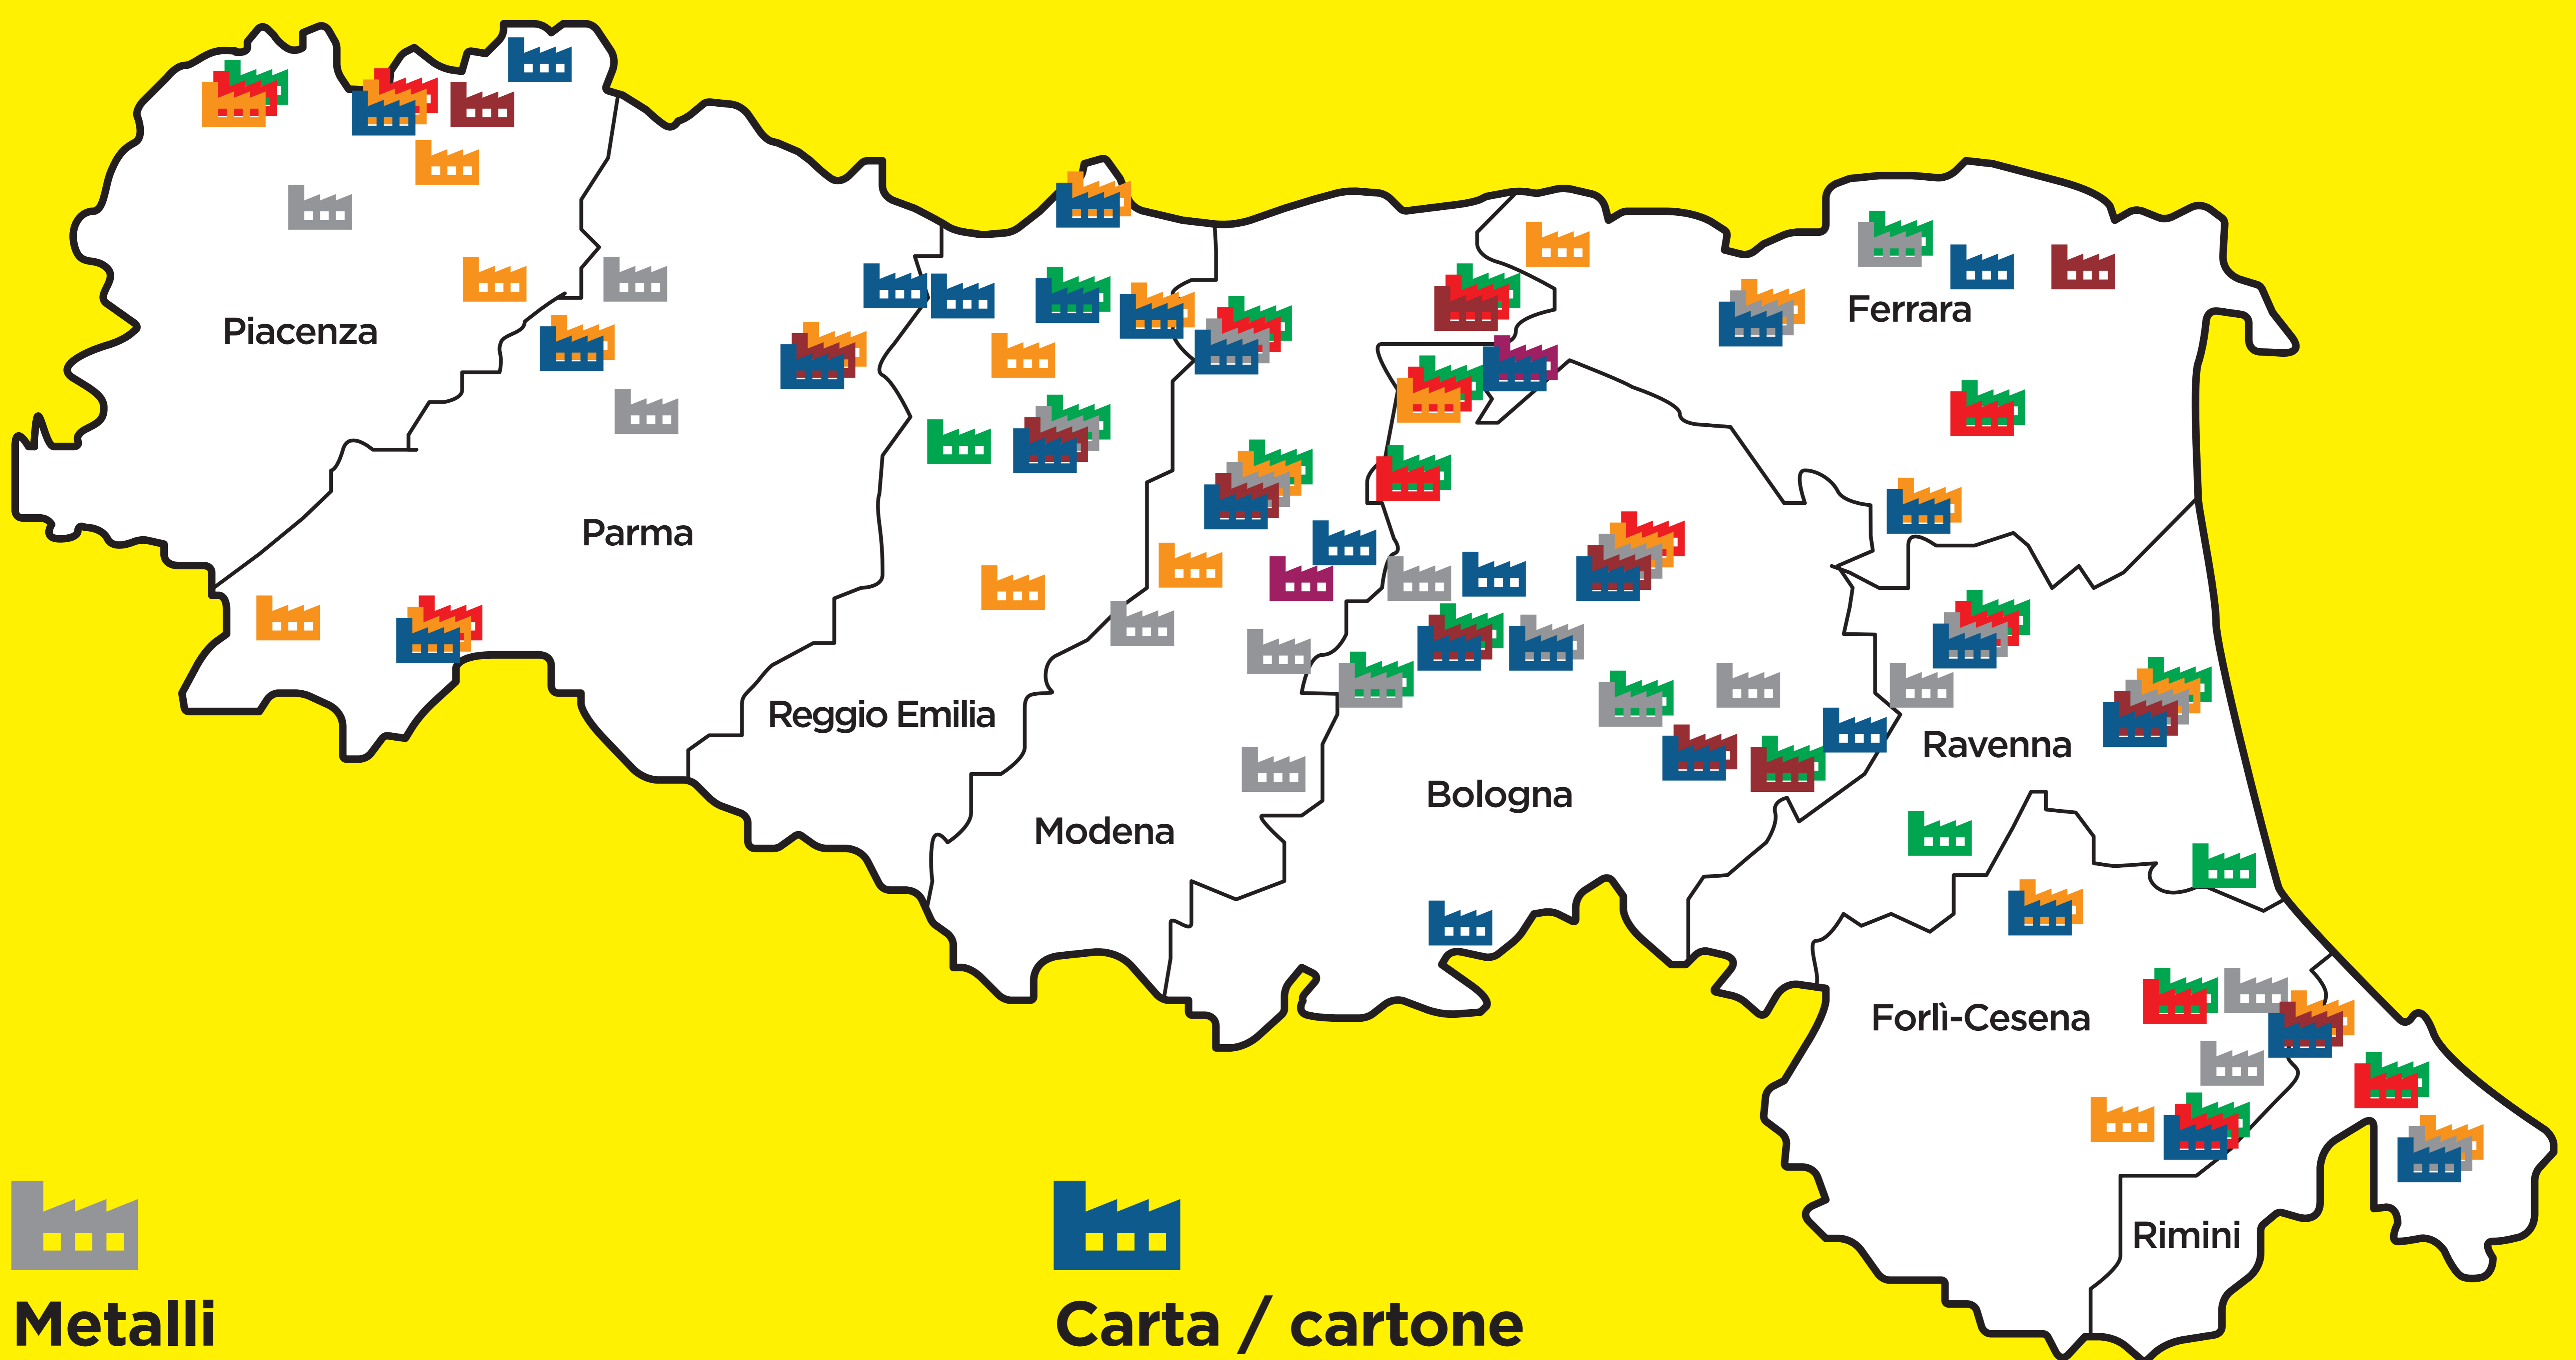 Piacenza
Ferrara
Parma
Reggio Emilia
Ravenna
Bologna
Modena
Forlì-Cesena
Rimini
Metalli
Carta / cartone